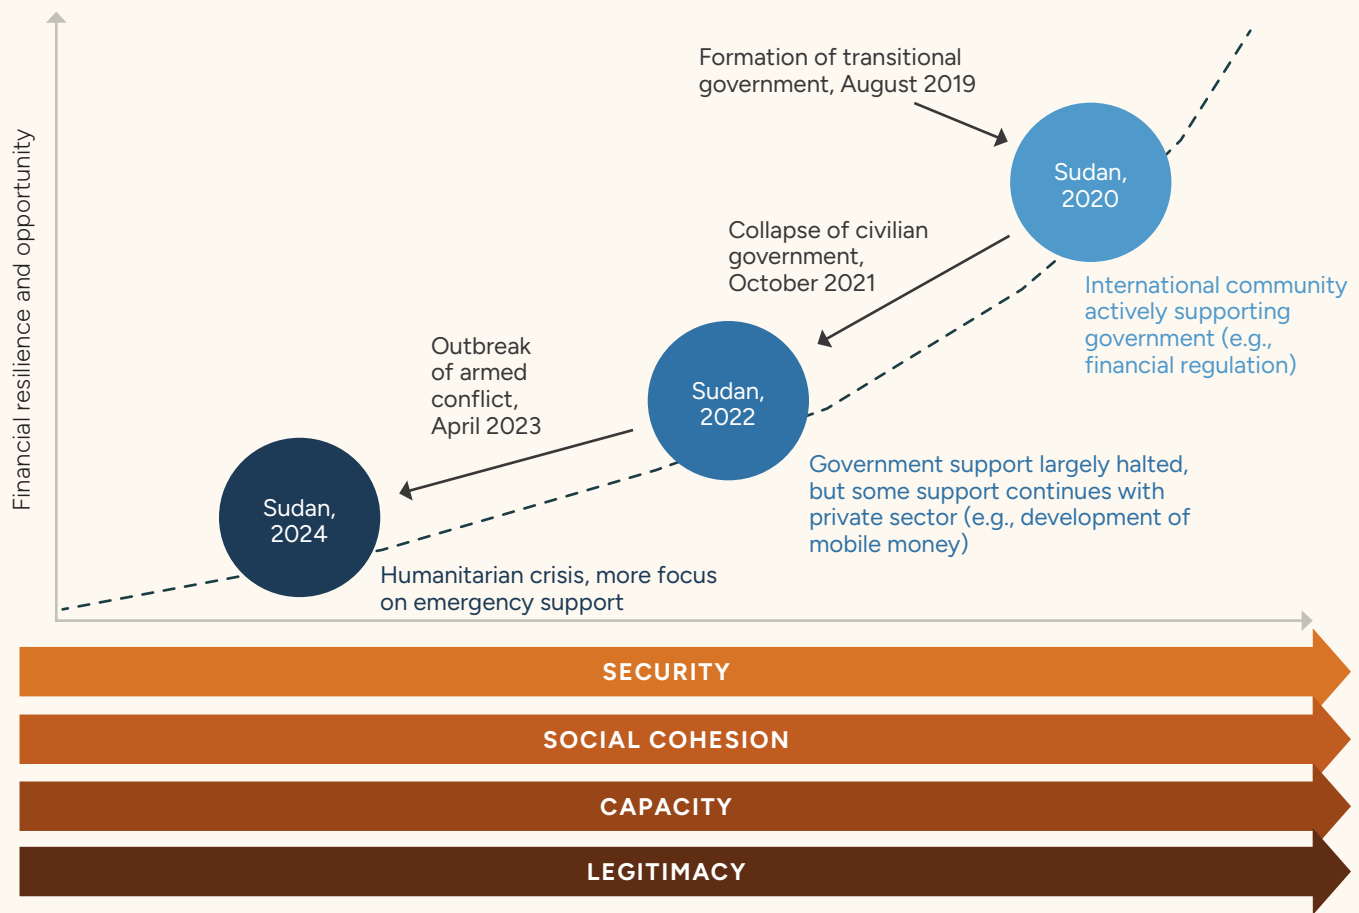 Financial resilience and opportunity
Formation of transitional
government, August 2019
Sudan,
2020
Collapse of civilian
government,
October 2021
International community
actively supporting
government (e.g.,
financial regulation)
Outbreak
of armed
conflict,
April 2023
Sudan,
2022
Government support largely halted,
but some support continues with
private sector (e.g., development of
mobile money)
Sudan,
2024
Humanitarian crisis, more focus
on emergency support
SECURITY
SOCIAL COHESION
CAPACITY
LEGITIMACY